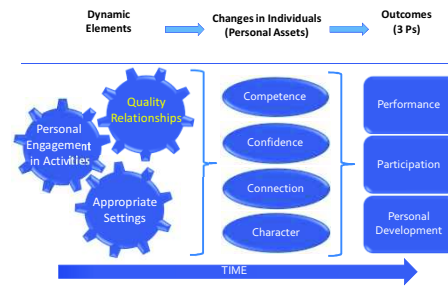 Dynamic
Elements
Changes in Individuals
(Personal Assets)
Outcomes
(3 Ps)
Quality
Relationships
Personal
Engagement
in Activities
Appropriate
Settings
Competence
Confidence
Connection
Character
Performance
Participation
Personal
Development
TIME